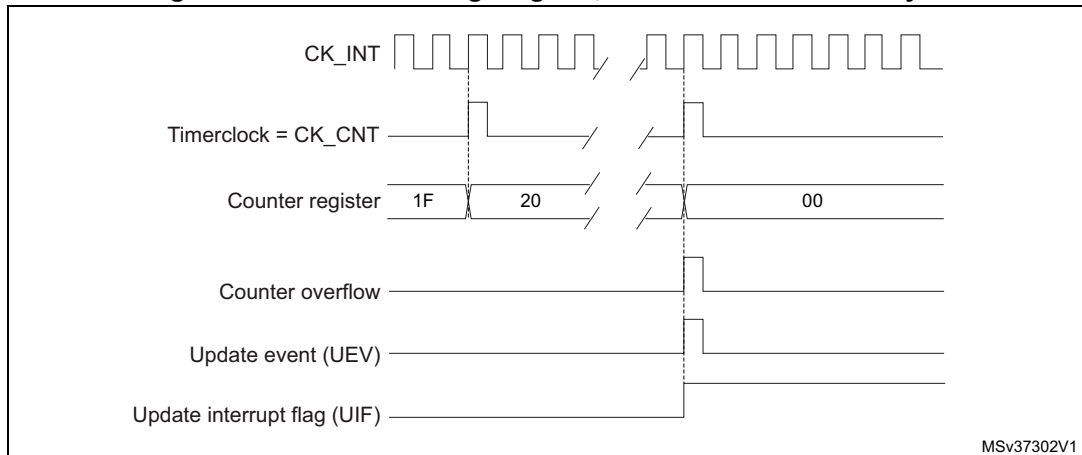 CK_INT
Timerclock = CK_CNT
Counter register
1F
20
00
Counter overflow
Update event (UEV)
Update interrupt flag (UIF)
MSv37302V1